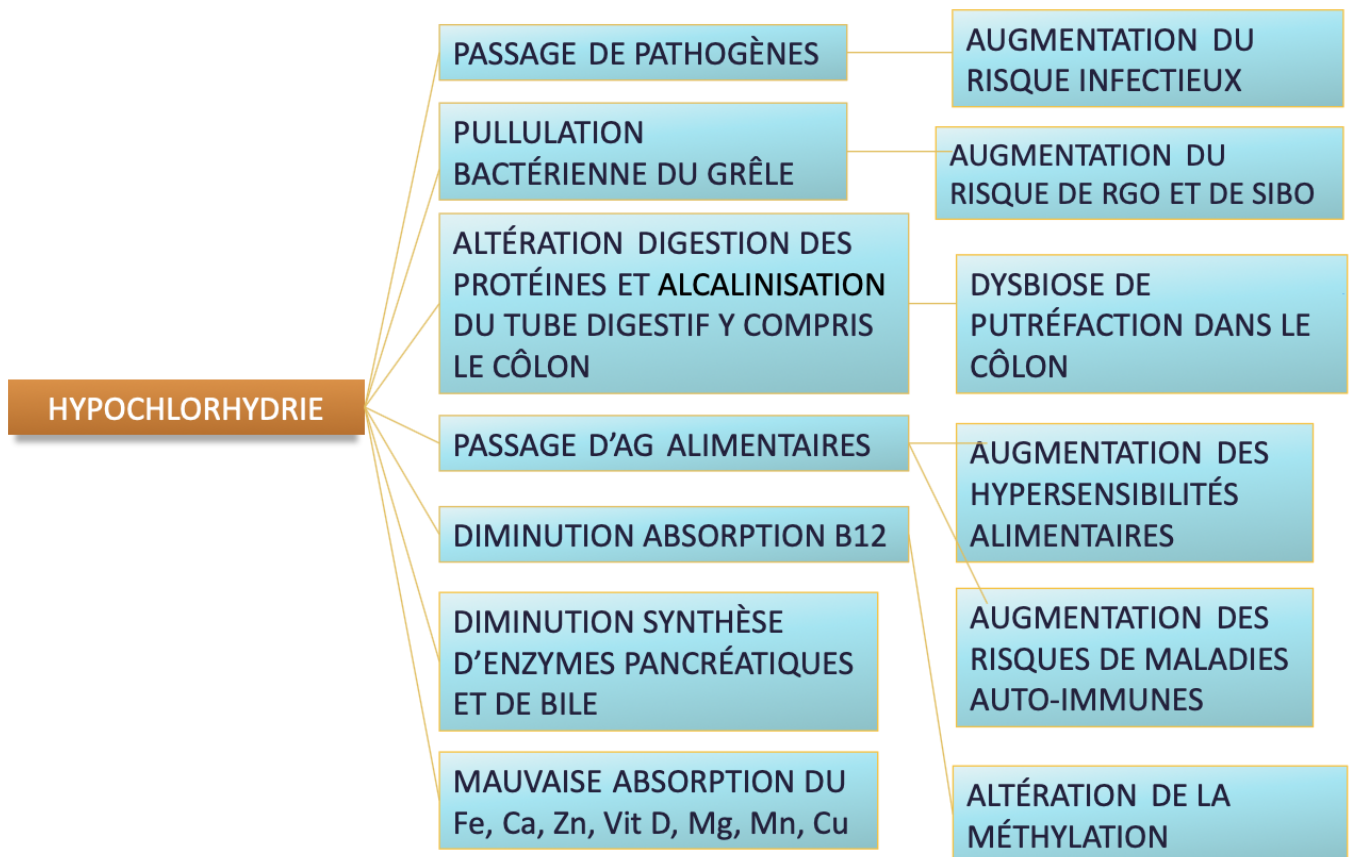 PASSAGE DE PATHOGÈNES
AUGMENTATION DU
RISQUE INFECTIEUX
PULLULATION
BACTÉRIENNE DU GRÊLE
AUGMENTATION DU
RISQUE DE RGO ET DE SIBO
ALTÉRATION DIGESTION DES
PROTÉINES ET ALCALINISATION
DU TUBE DIGESTIF Y COMPRIS
LE CÔLON
DYSBIOSE DE
PUTRÉFACTION DANS LE
CÔLON
HYPOCHLORHYDRIE
PASSAGE D’AG ALIMENTAIRES
AUGMENTATION DES
HYPERSENSIBILITÉS
ALIMENTAIRES
DIMINUTION ABSORPTION B12
AUGMENTATION DES
RISQUES DE MALADIES
AUTO-IMMUNES
DIMINUTION SYNTHÈSE
D’ENZYMES PANCRÉATIQUES
ET DE BILE
MAUVAISE ABSORPTION DU
Fe, Ca, Zn, Vit D, Mg, Mn, Cu
ALTÉRATION DE LA
MÉTHYLATION